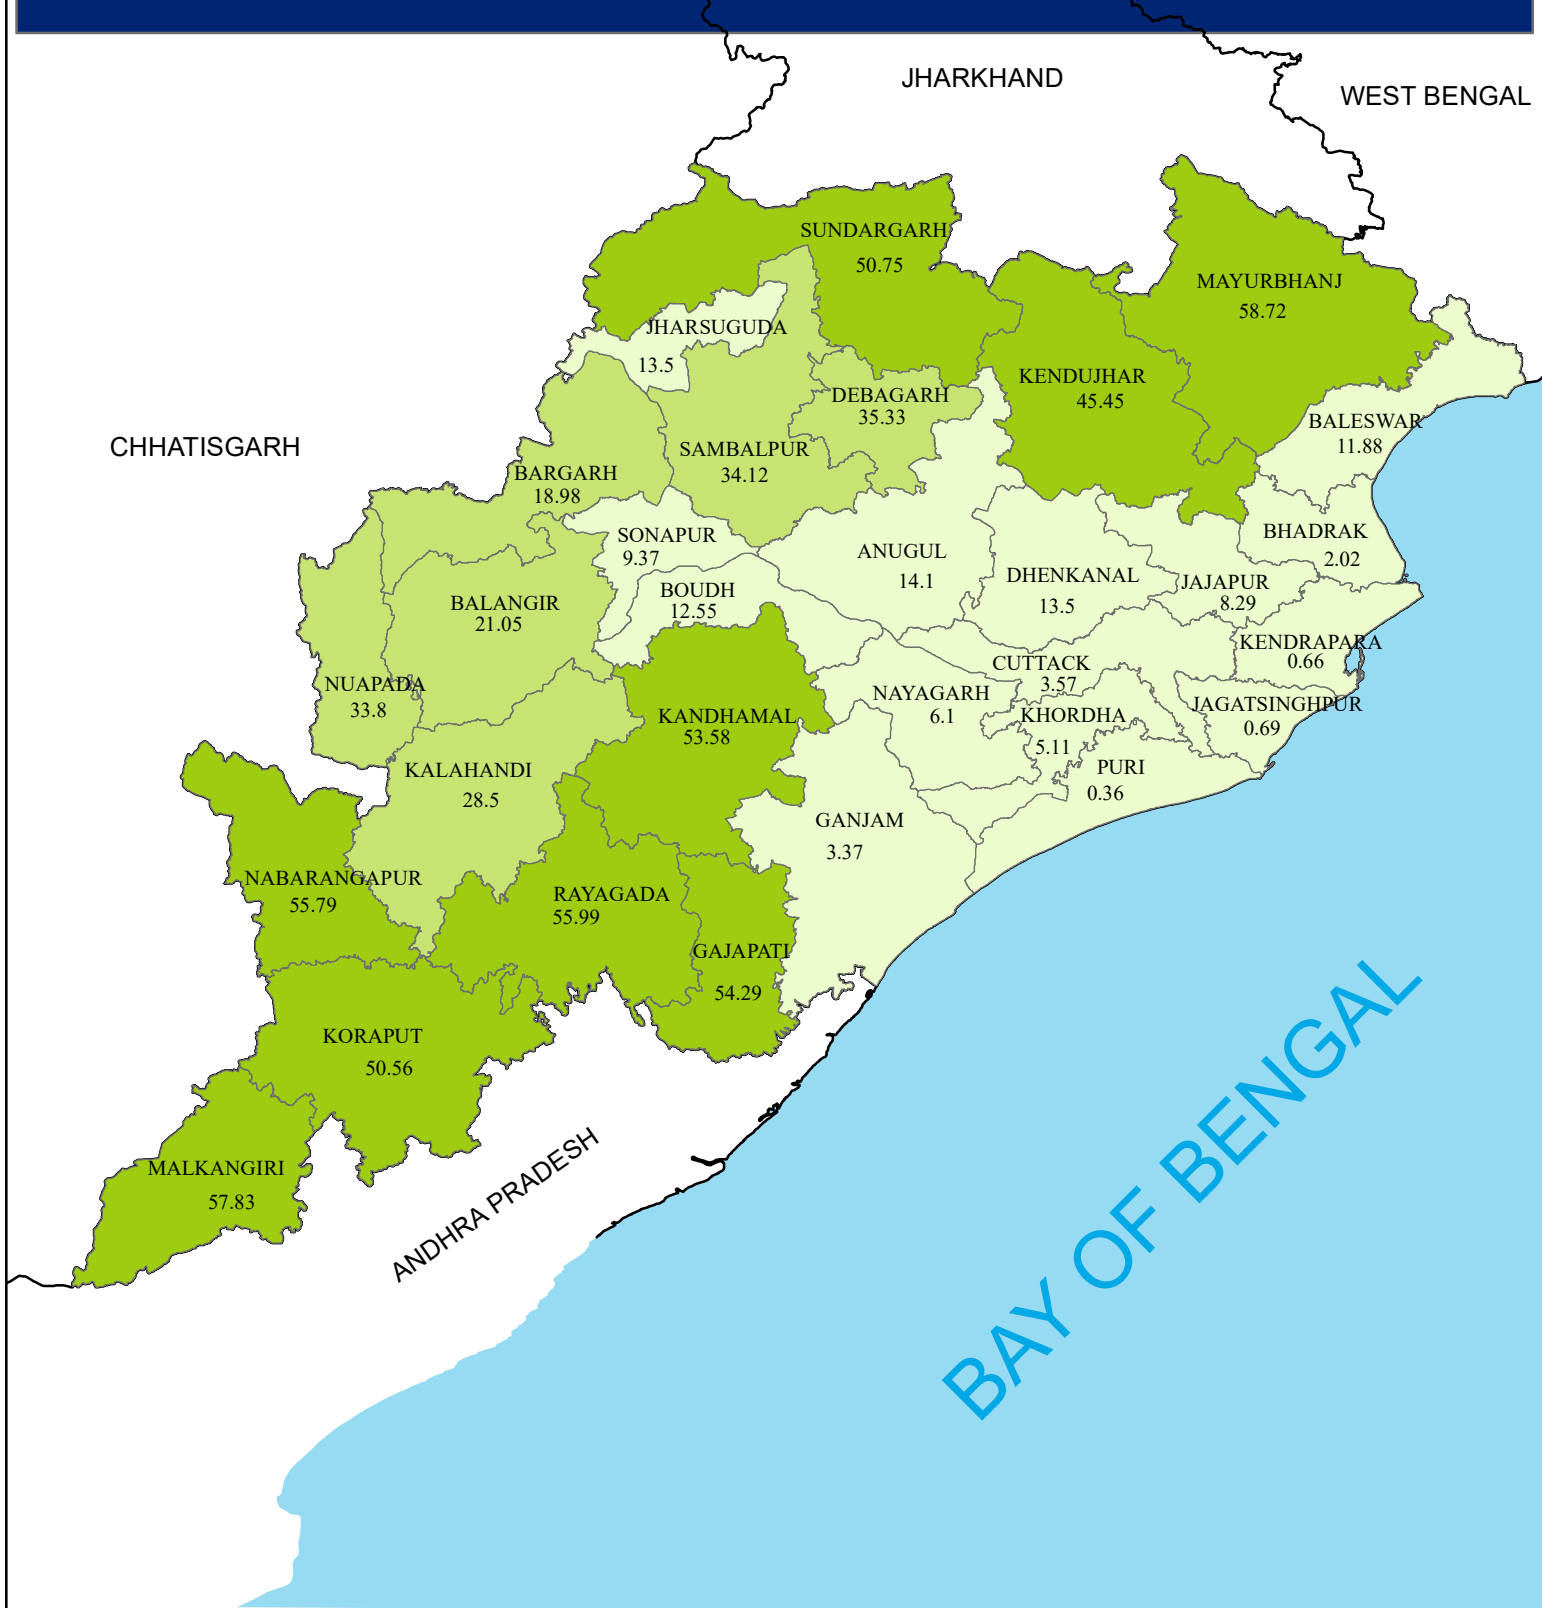 JHARKHAND
WEST BENGAL
SUNDARGARH
50.75
MAYURBHANJ
58.72
JHARSUGUDA
13.5
KENDUJHAR
45.45
DEBAGARH
35.33
BALESWAR
11.88
CHHATISGARH
SAMBALPUR
34.12
BARGARH
18.98
SONAPUR
9.37
ANUGUL
14.1
BHADRAK
2.02
DHENKANAL
13.5
JAJAPUR
8.29
BOUDH
12.55
BALANGIR
21.05
KENDRAPARA
0.66
CUTTACK
3.57
NUAPADA
33.8
NAYAGARH
6.1
JAGATSINGHPUR
0.69
KANDHAMAL
53.58
KHORDHA
5.11
PURI
0.36
KALAHANDI
28.5
GANJAM
3.37
NABARANGAPUR
55.79
RAYAGADA
55.99
GAJAPATI
54.29
KORAPUT
50.56
MALKANGIRI
57.83
ANDHRA PRADESH
BAY OF BENGAL